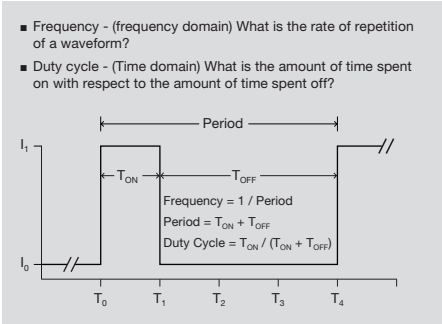 ▪ Frequency - (frequency domain) What is the rate of repetition
of a waveform?
▪ Duty cycle - (Time domain) What is the amount of time spent
on with respect to the amount of time spent off?
Period
I1
TON TOFF
Frequency = 1 / Period
Period = TON + TOFF
Duty Cycle = TON / (TON + TOFF)
I0
T0 T1 T2 T3 T4